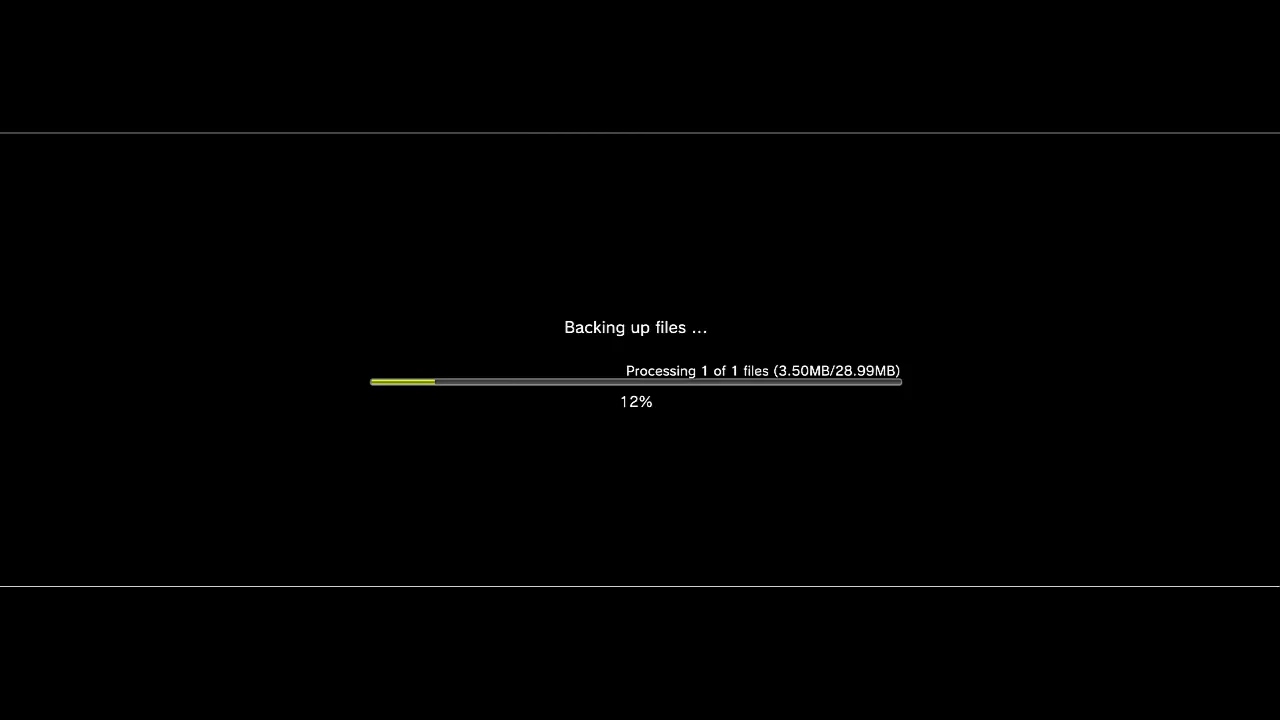 Backing up files ...
Processing 1 of 1 files (3.50MB/28.99MB)
12%